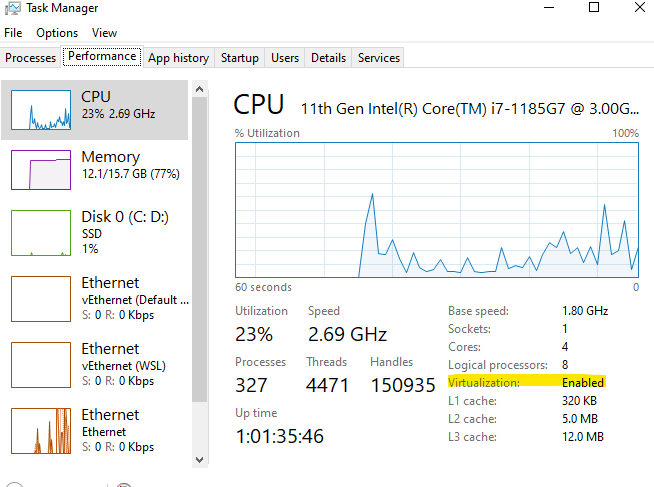 Task Manager
File Options View
Processes Performance App history Startup Users Details Services
CPU
23% 2.69 GHz
Memory
12.1/15.7 GB (77%)
Disk 0 (C: D:)
SSD
1%
Ethernet
vEthernet (Default ...
S: 0 R: 0 Kbps
Ethernet
vEthernet (WSL)
S: 0 R: 0 Kbps
Ethernet
Ethernet
S: 0 R: 0 Kbps
CPU 11th Gen Intel(R) Core(TM) i7-1185G7 @ 3.00G...
% Utilization 100%
60 seconds 0
Utilization Speed
23% 2.69 GHz
Processes Threads Handles
327 4471 150935
Up time
1:01:35:46
Base speed: 1.80 GHz
Sockets: 1
Cores: 4
Logical processors: 8
Virtualization: Enabled
L1 cache: 320 KB
L2 cache: 5.0 MB
L3 cache: 12.0 MB